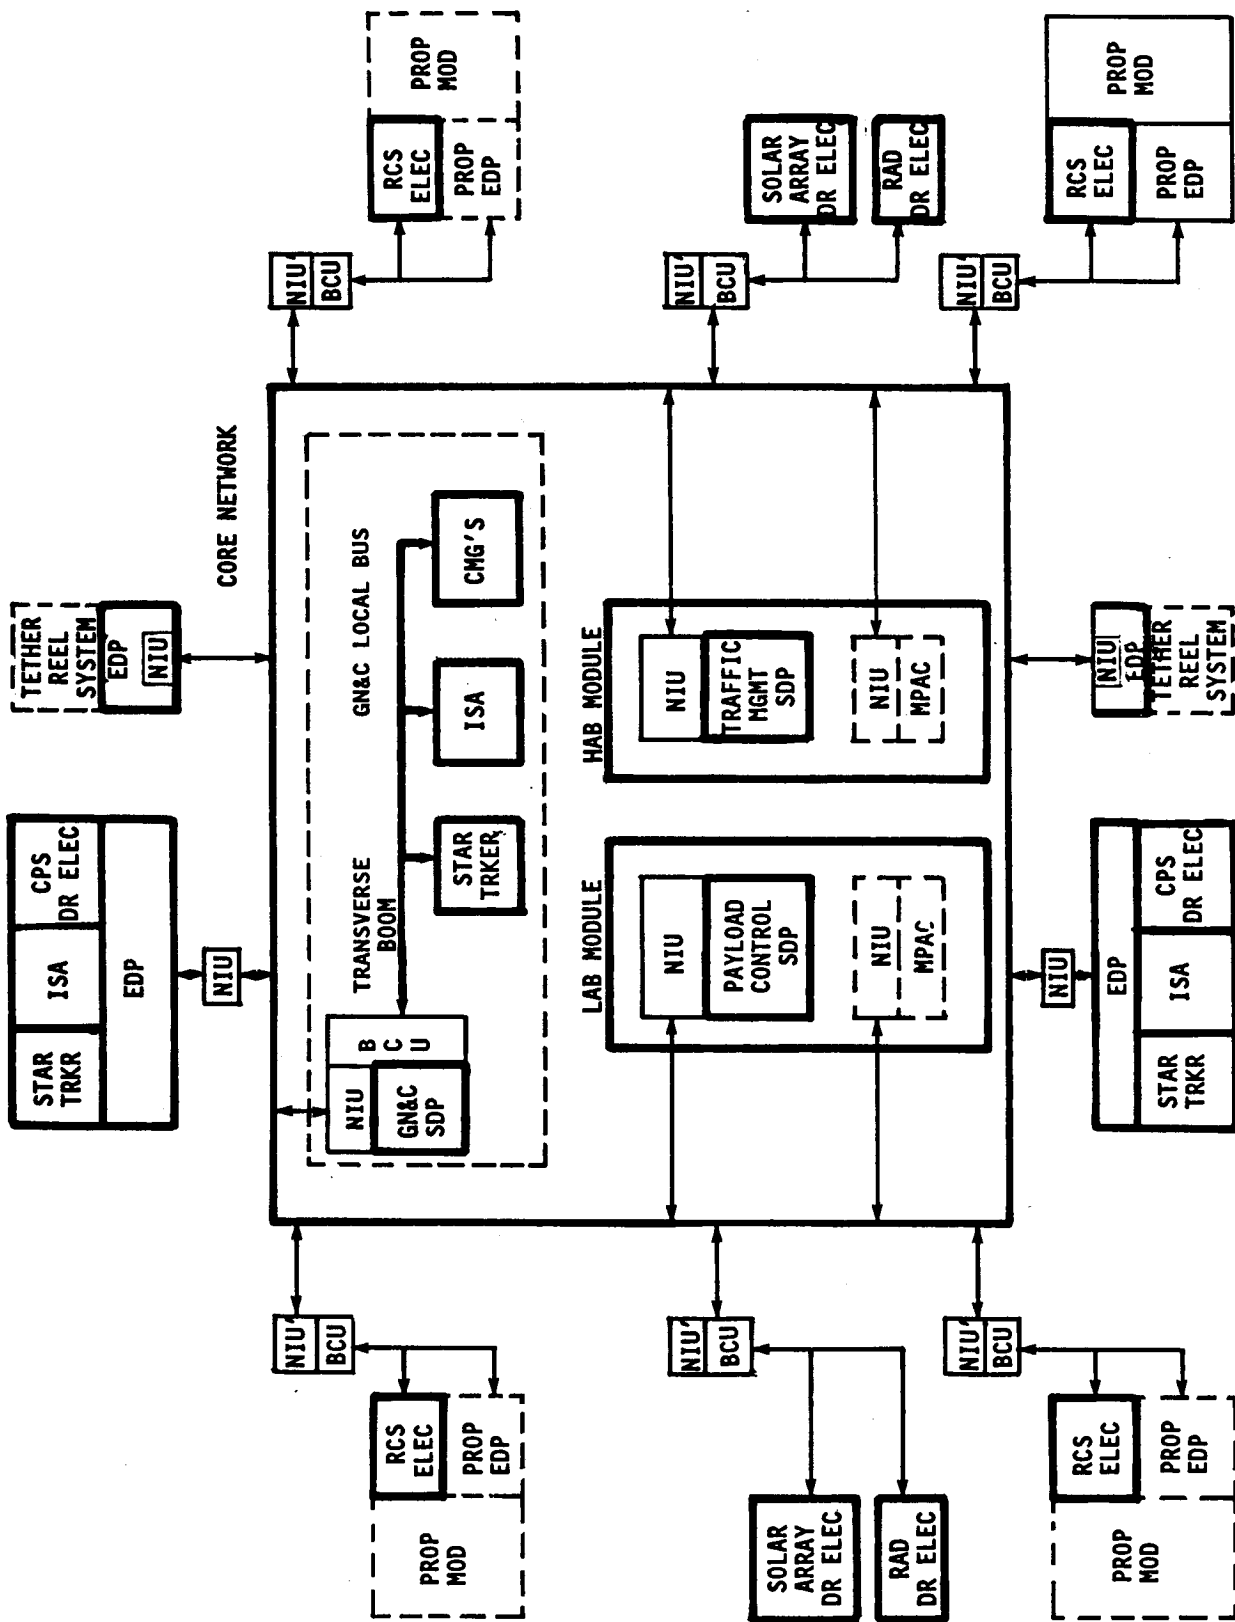 STAR
TRKR
ISA
CPS
DR ELEC
EDP
NIU
TETHER
REEL
SYSTEM
EDP
NIU
CORE NETWORK
NIU'
BCU
PROP
MOD
RCS
ELEC
PROP
EDP
NIU
GN&C
SDP
B
C
U
TRANSVERSE
BOOM
GN&C LOCAL BUS
STAR
TRKER
ISA
CMG'S
NIU'
BCU
RCS
ELEC
PROP
EDP
PROP
MOD
NIU'
BCU
SOLAR
ARRAY
DR ELEC
RAD
DR ELEC
LAB MODULE
NIU
PAYLOAD
CONTROL
SDP
NIU
MPAC
HAB MODULE
NIU
TRAFFIC
MGMT
SDP
NIU
MPAC
NIU'
BCU
SOLAR
ARRAY
DR ELEC
RAD
DR ELEC
NIU'
BCU
PROP
MOD
RCS
ELEC
PROP
EDP
NIU
EDP
STAR
TRKR
ISA
CPS
DR ELEC
NIU
EDP
TETHER
REEL
SYSTEM
NIU'
BCU
RCS
ELEC
PROP
EDP
PROP
MOD